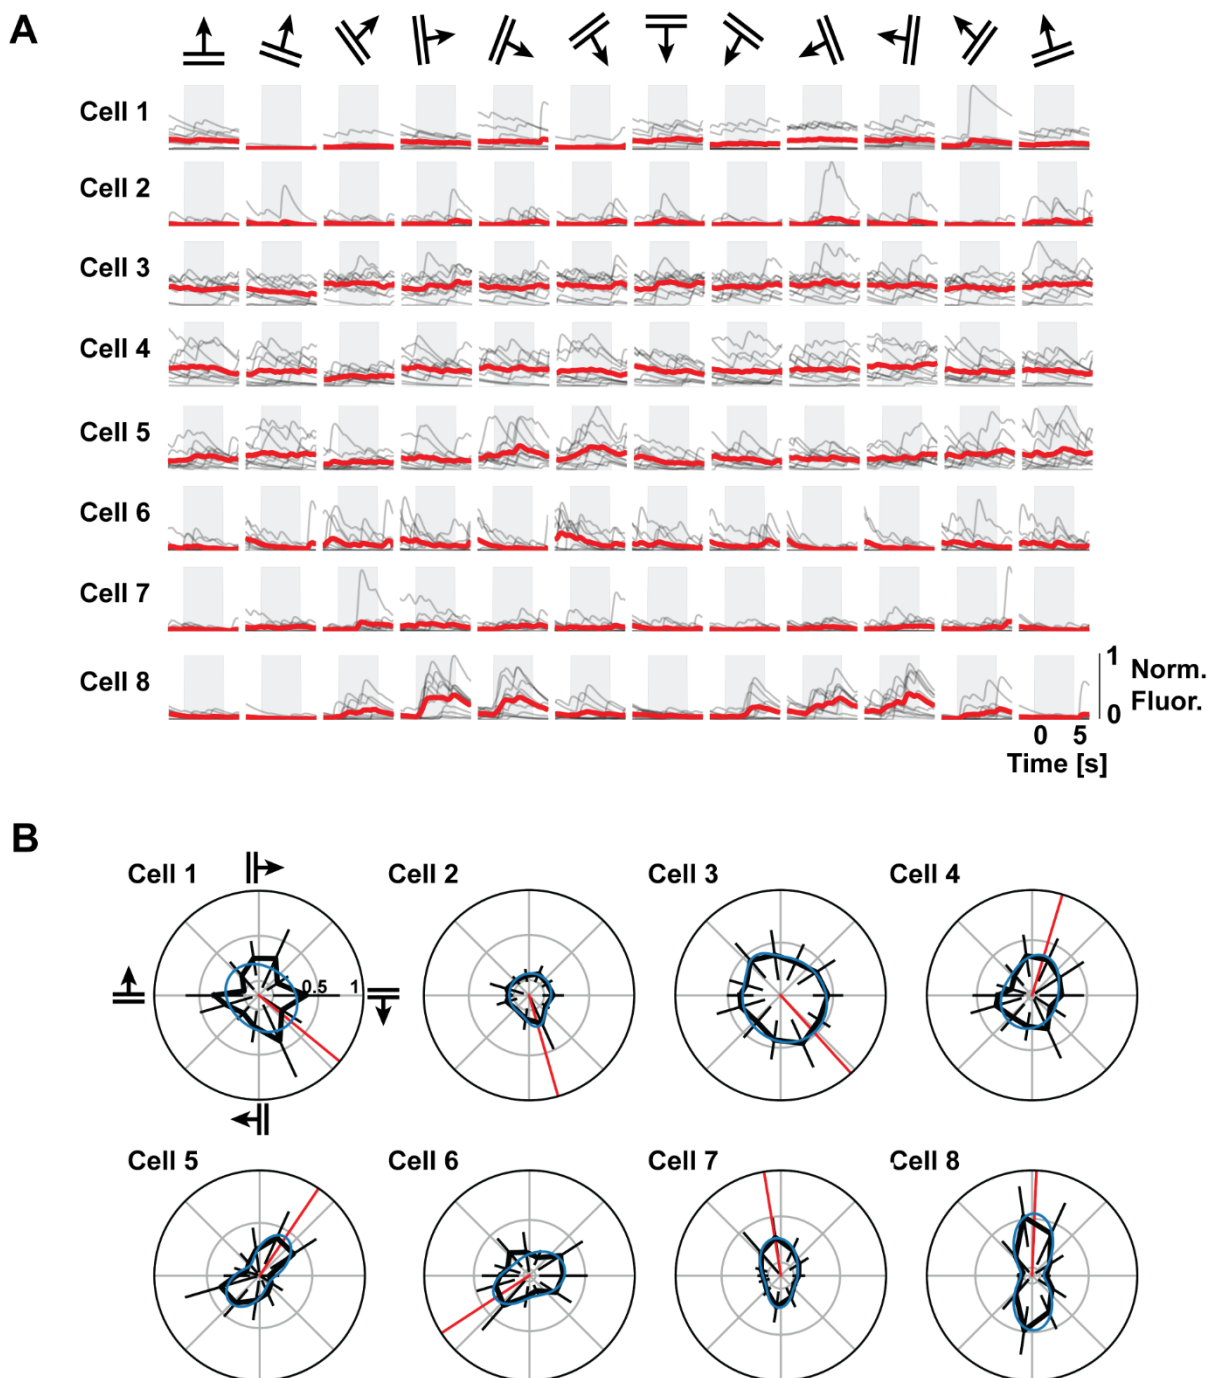 A
Cell 1
Cell 2
Cell 3
Cell 4
Cell 5
Cell 6
Cell 7
Cell 8
1 Norm.
0 Fluor.
0 5
Time [s]
B
Cell 1 Cell 2 Cell 3 Cell 4
0.5 1
Cell 5 Cell 6 Cell 7 Cell 8